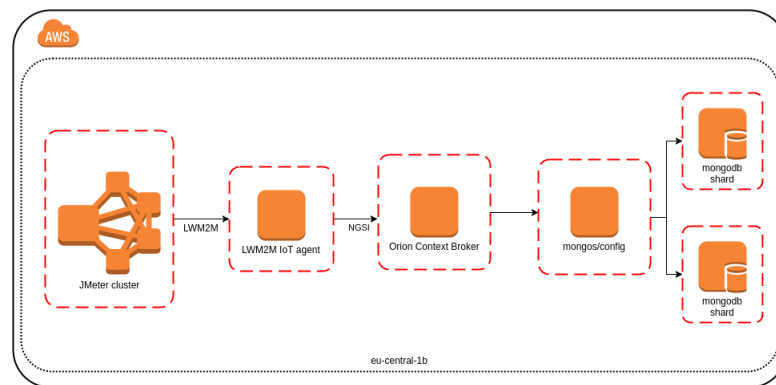 AWS
mongodb
shard
LWM2M
NGSI
LWM2M IoT agent
Orion Context Broker
mongos/config
JMeter cluster
mongodb
shard
eu-central-1b